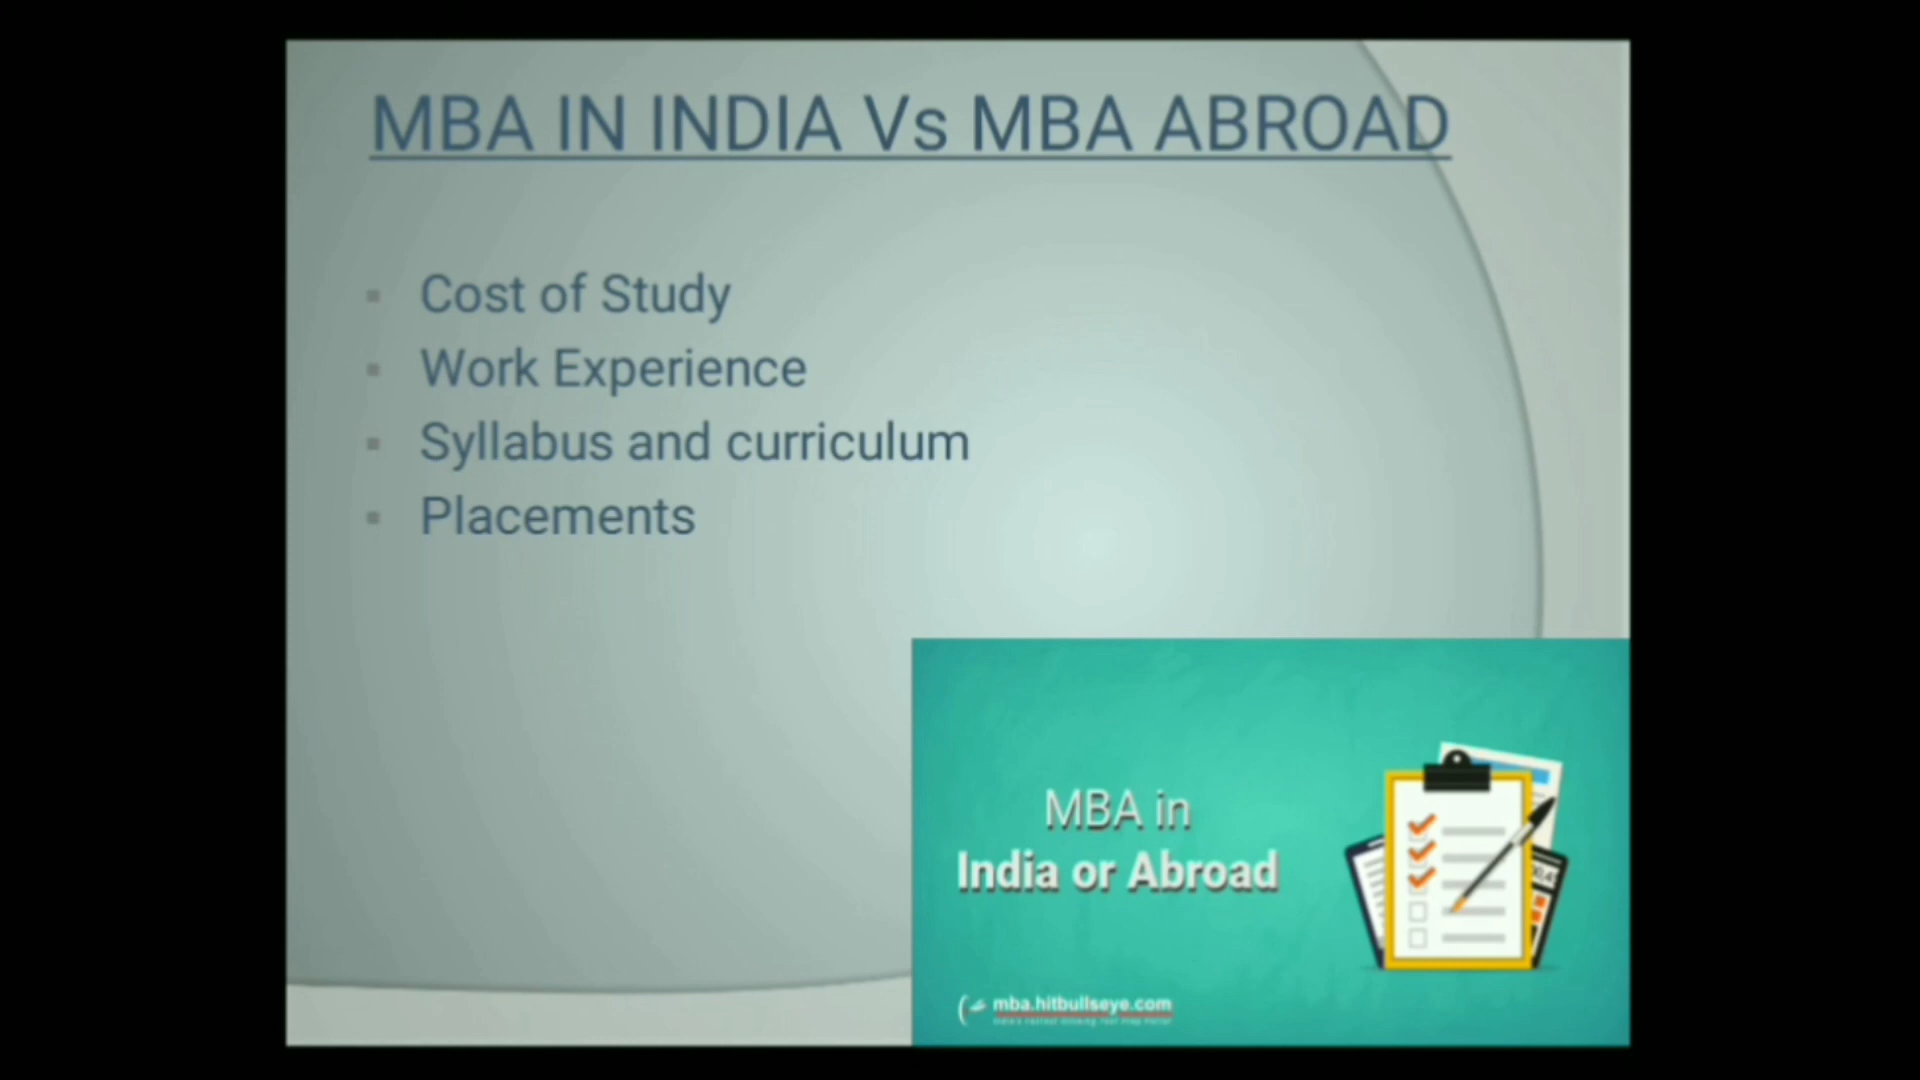 MBA IN INDIA Vs MBA ABROAD
Cost of Study
Work Experience
Syllabus and curriculum
Placements
MBA in
India or Abroad
mba.hitbullseye.com